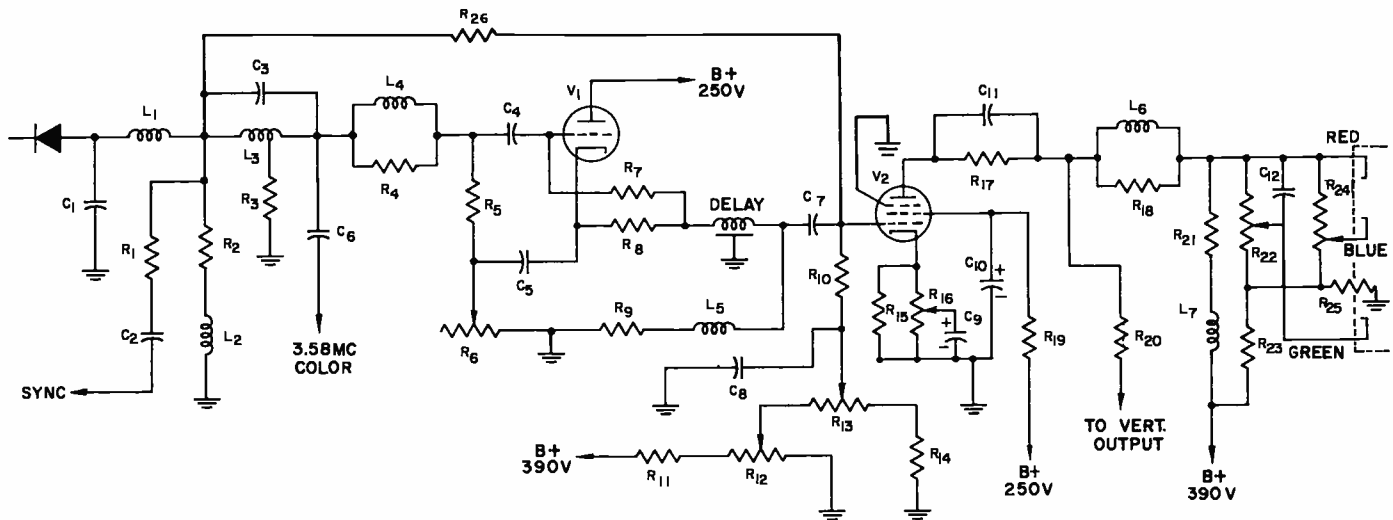 R26
C3
L4
V1
B+
250V
C11
L6
RED
L1
C4
L3
R4
R7
DELAY
C7
V2
R17
R18
C12
R24
C1
R1
R2
R3
C6
R5
R8
C5
R10
C10
R21
R22
BLUE
R9
L5
R15
R16
C9
R19
R20
L7
R23
R25
GREEN
C2
L2
3.58MC
COLOR
R6
C8
SYNC
R13
TO VERT.
OUTPUT
B+
390V
R11
R12
R14
B+
250V
B+
390V